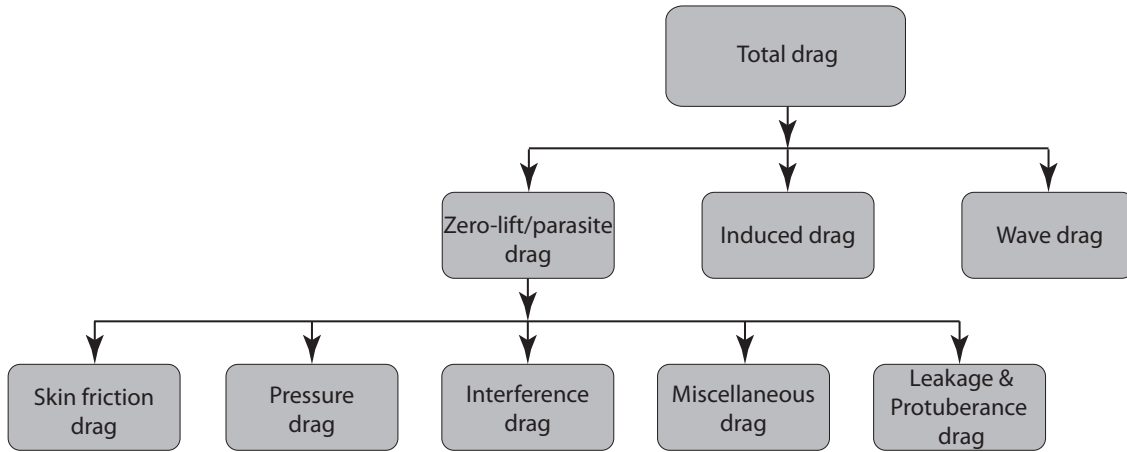 Total drag
Zero-lift/parasite
drag
Induced drag
Wave drag
Skin friction
drag
Pressure
drag
Interference
drag
Miscellaneous
drag
Leakage &
Protuberance
drag